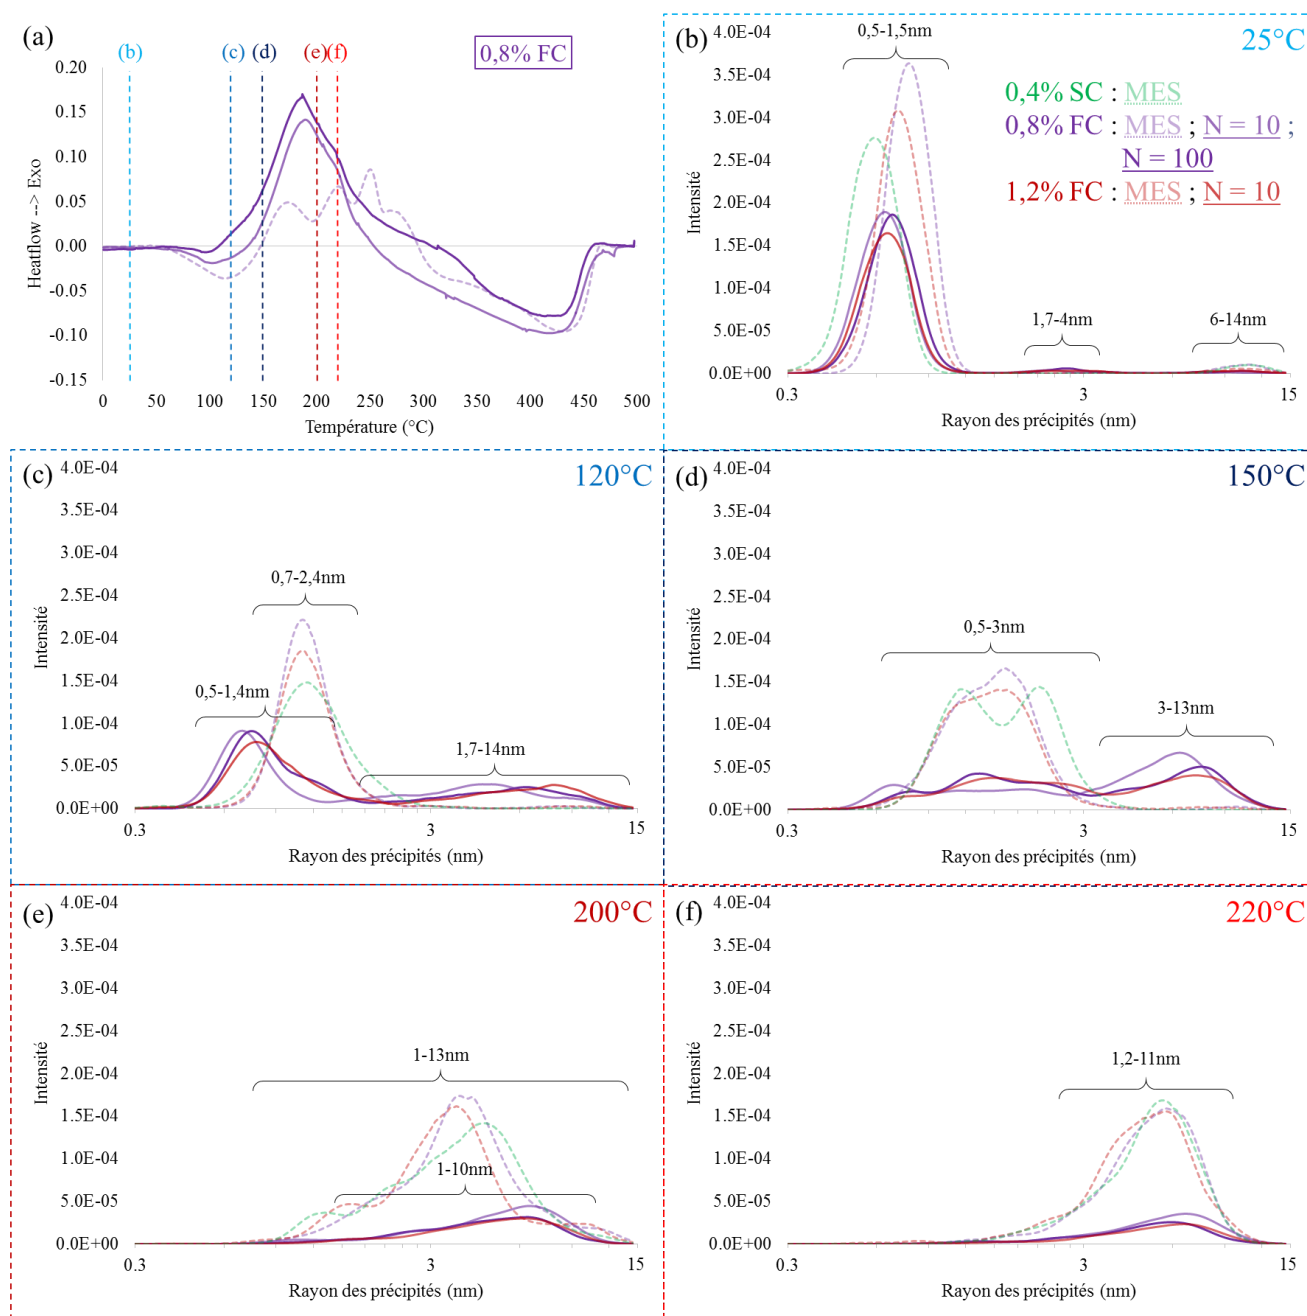 (a)
0,8% FC
(b)
(c)
(d)
(e)
(f)
Heatflow --> Exo
0.20
0.15
0.10
0.05
0.00
-0.05
-0.10
-0.15
0
50
100
150
200
250
300
350
400
450
500
Température (°C)
(b)
25°C
0,4% SC : MES
0,8% FC : MES ; N = 10 ;
N = 100
1,2% FC : MES ; N = 10
0,5-1,5nm
1,7-4nm
6-14nm
Intensité
4.0E-04
3.5E-04
3.0E-04
2.5E-04
2.0E-04
1.5E-04
1.0E-04
5.0E-05
0.0E+00
0.3
3
15
Rayon des précipités (nm)
(c)
120°C
0,7-2,4nm
0,5-1,4nm
1,7-14nm
Intensité
4.0E-04
3.5E-04
3.0E-04
2.5E-04
2.0E-04
1.5E-04
1.0E-04
5.0E-05
0.0E+00
0.3
3
15
Rayon des précipités (nm)
(d)
150°C
0,5-3nm
3-13nm
Intensité
4.0E-04
3.5E-04
3.0E-04
2.5E-04
2.0E-04
1.5E-04
1.0E-04
5.0E-05
0.0E+00
0.3
3
15
Rayon des précipités (nm)
(e)
200°C
1-13nm
1-10nm
Intensité
4.0E-04
3.5E-04
3.0E-04
2.5E-04
2.0E-04
1.5E-04
1.0E-04
5.0E-05
0.0E+00
0.3
3
15
Rayon des précipités (nm)
(f)
220°C
1,2-11nm
Intensité
4.0E-04
3.5E-04
3.0E-04
2.5E-04
2.0E-04
1.5E-04
1.0E-04
5.0E-05
0.0E+00
0.3
3
15
Rayon des précipités (nm)